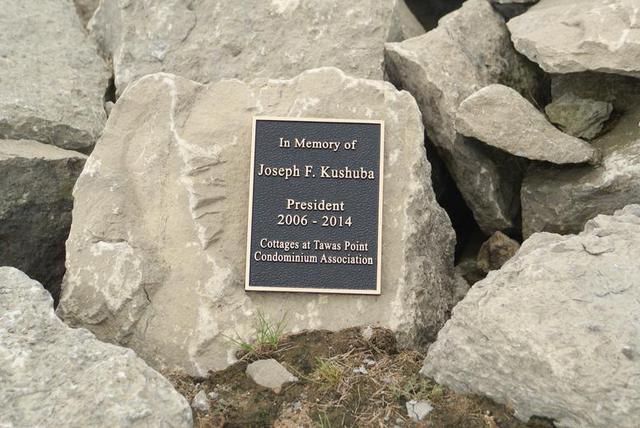 In Memory of
Joseph F. Kushuba
President
2006 - 2014
Cottages at Tawas Point
Condominium Association